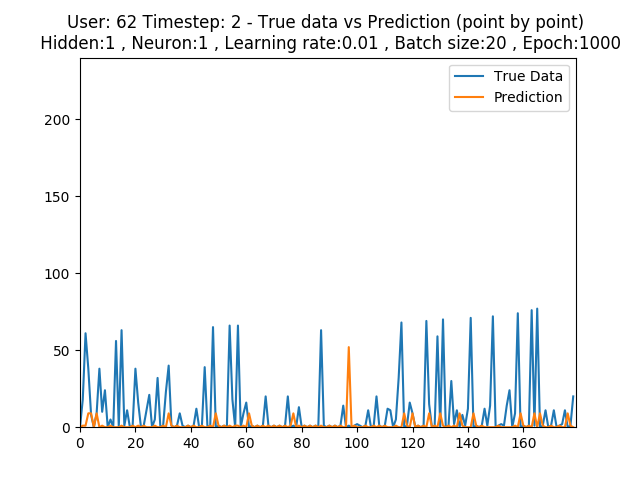 User: 62 Timestep: 2 - True data vs Prediction (point by point)
Hidden:1 , Neuron:1 , Learning rate:0.01 , Batch size:20 , Epoch:1000
True Data
Prediction
200
150
100
50
0
0 20 40 60 80 100 120 140 160